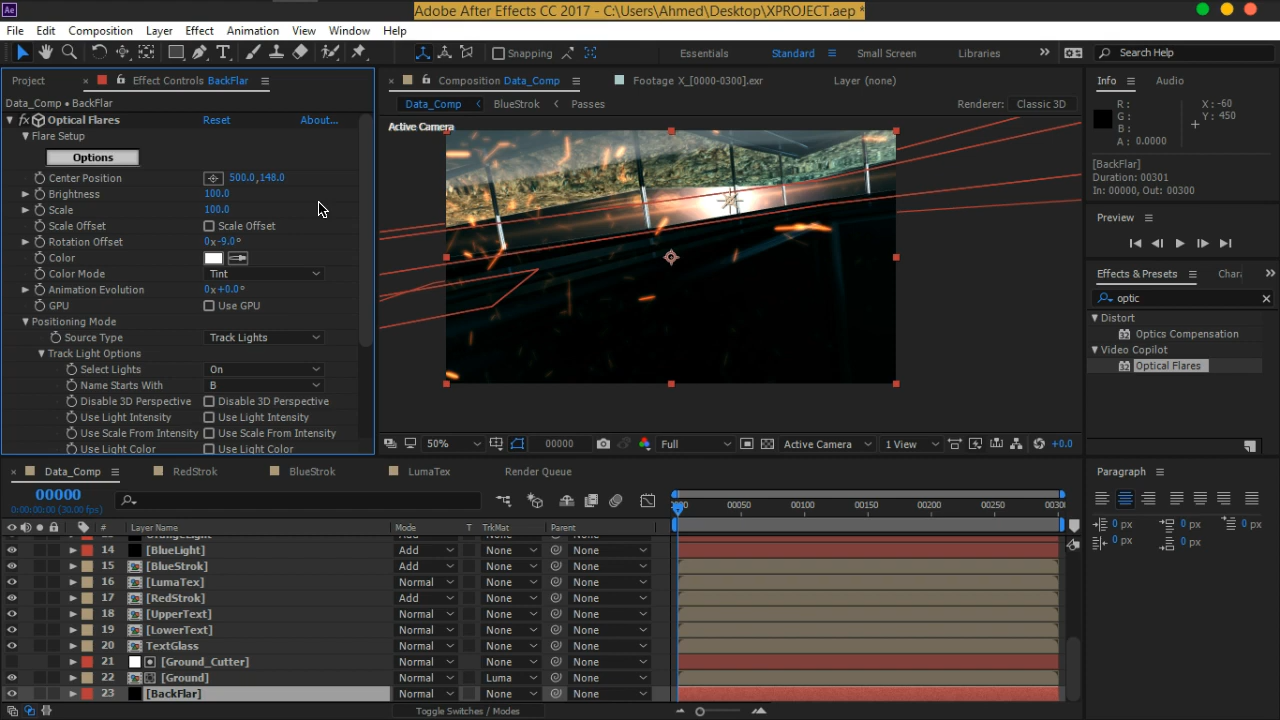 Ae
Adobe After Effects CC 2017 - C:\Users\Ahmed\Desktop\XPROJECT.aep *
File Edit Composition Layer Effect Animation View Window Help
Snapping Essentials Standard Small Screen Libraries Search Help
Project Effect Controls BackFlar
Data_Comp • BackFlar
fx Optical Flares Reset About...
Flare Setup
Options
Center Position 500.0,148.0
Brightness 100.0
Scale 100.0
Scale Offset Scale Offset
Rotation Offset 0x-9.0°
Color
Color Mode Tint
Animation Evolution 0x+0.0°
GPU Use GPU
Positioning Mode
Source Type Track Lights
Track Light Options
Select Lights On
Name Starts With B
Disable 3D Perspective Disable 3D Perspective
Use Light Intensity Use Light Intensity
Use Scale From Intensity Use Scale From Intensity
Use Light Color Use Light Color
Composition Data_Comp Footage X_[0000-0300].exr Layer (none)
Data_Comp BlueStrok Passes Renderer: Classic 3D
Active Camera
50% 00000 Full Active Camera 1 View +0.0
Info Audio
R: X: -60
G: Y: 450
B:
A: 0.0000
[BackFlar]
Duration: 00301
In: 00000, Out: 00300
Preview
Effects & Presets Chara
optic
Distort
32 Optics Compensation
Video Copilot
32 Optical Flares
Paragraph
0 px 0 px 0 px
0 px 0 px
Data_Comp RedStrok BlueStrok LumaTex Render Queue
00000
0:00:00:00 (30.00 fps)
00050 00100 00150 00200 00250
# Layer Name Mode T TrkMat Parent
14 [BlueLight] Add None None
15 [BlueStrok] Add None None
16 [LumaTex] Normal None None
17 [RedStrok] Add None None
18 [UpperText] Normal None None
19 [LowerText] Normal None None
20 TextGlass Normal None None
21 [Ground_Cutter] Normal None None
22 [Ground] Normal Luma None
23 [BackFlar] Normal None None
Toggle Switches / Modes